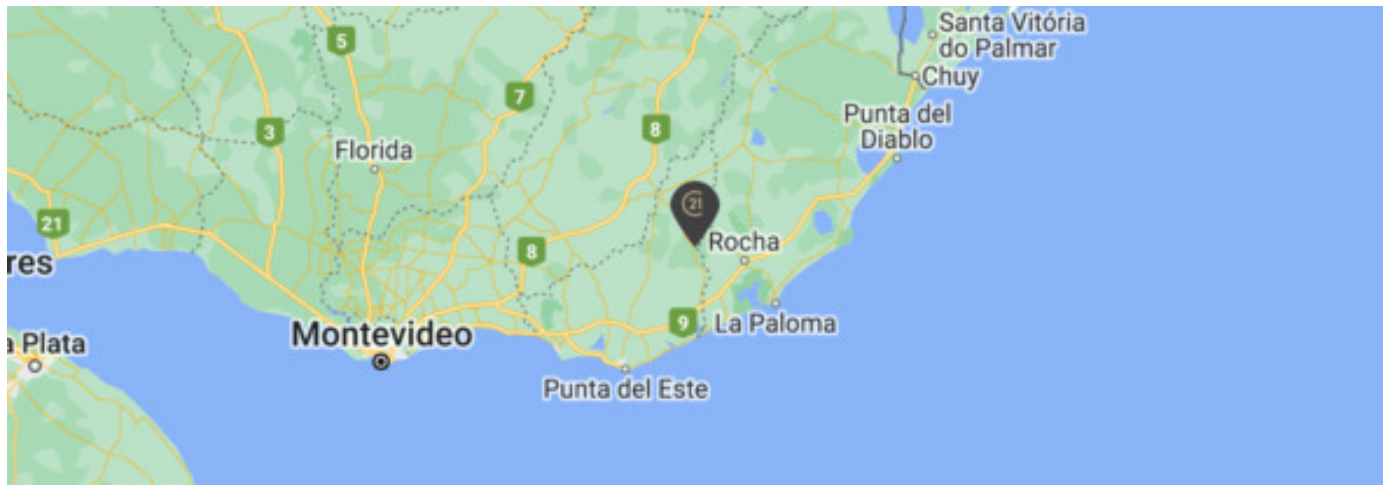 Santa Vitória
do Palmar
Chuy
5
7
Punta del
Diablo
3
8
Florida
21
21
Rocha
8
res
9
La Paloma
Montevideo
a Plata
Punta del Este